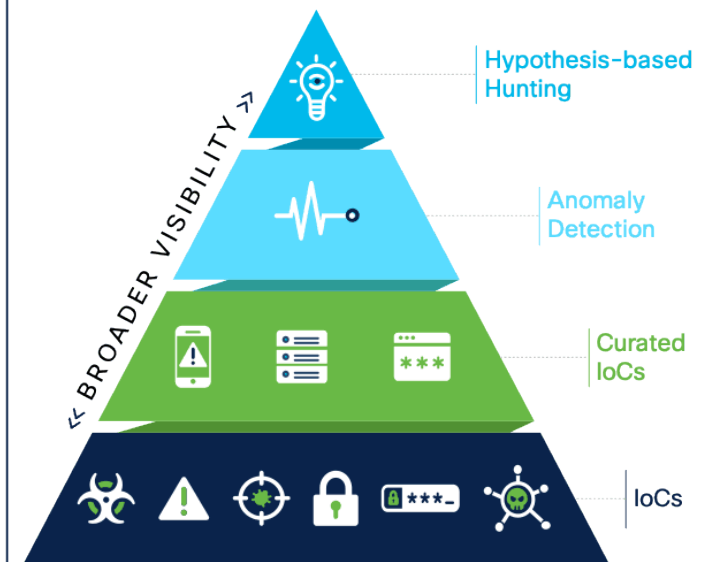 Hypothesis-based
Hunting
« BROADER VISIBILITY »
Anomaly
Detection
Curated
IoCs
***
***_
IoCs